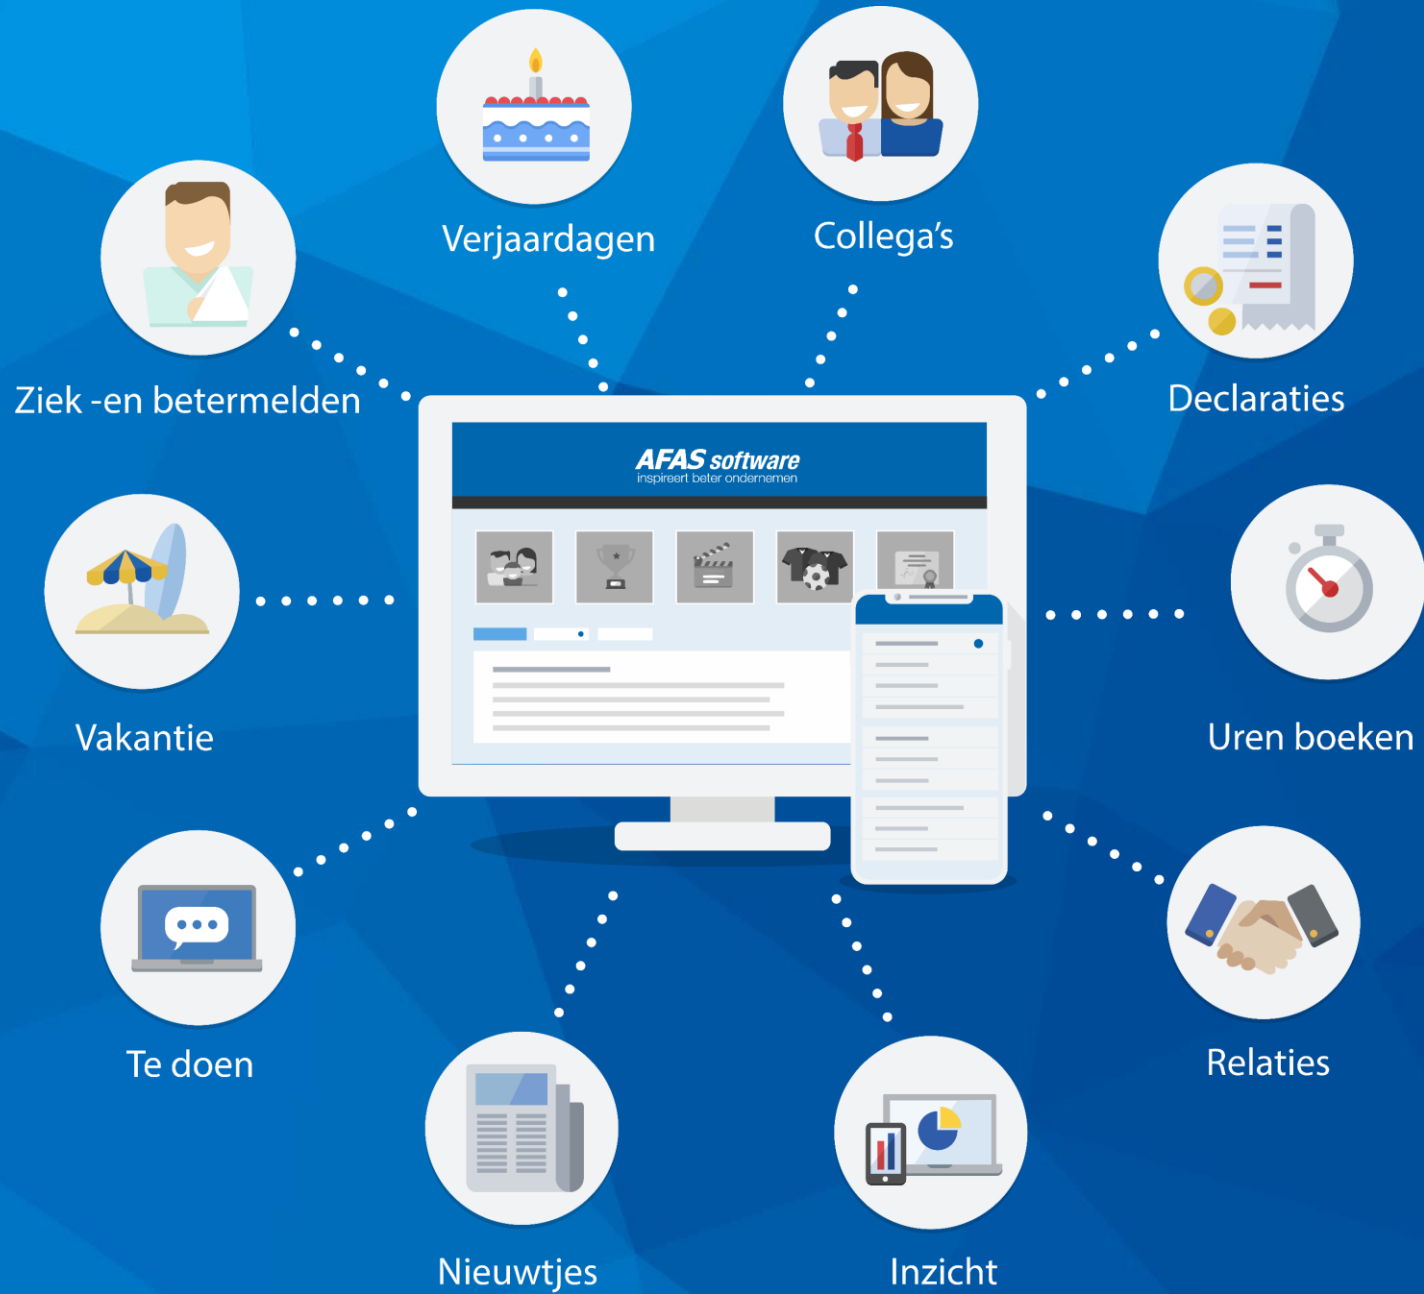 Verjaardagen
Collega's
Ziek -en betermelden
Declaraties
AFAS software
inspireert beter ondernemen
Vakantie
Uren boeken
Te doen
Relaties
Nieuwtjes
Inzicht